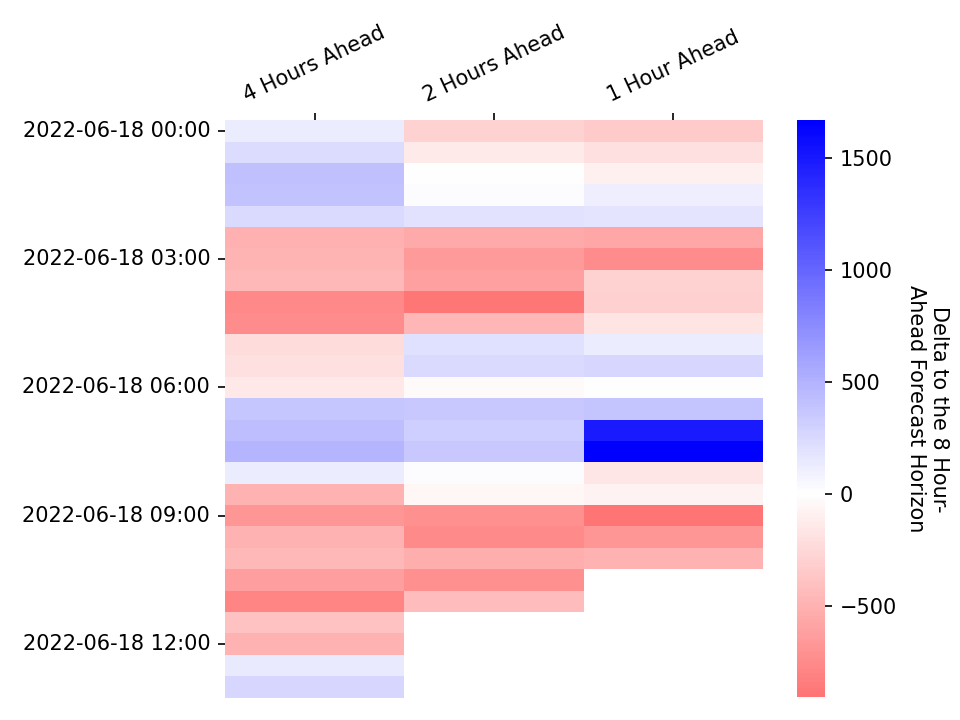 4 Hours Ahead
2 Hours Ahead
1 Hour Ahead
2022-06-18 00:00
2022-06-18 03:00
2022-06-18 06:00
2022-06-18 09:00
2022-06-18 12:00
1500
1000
500
0
−500
Delta to the 8 Hour-
Ahead Forecast Horizon